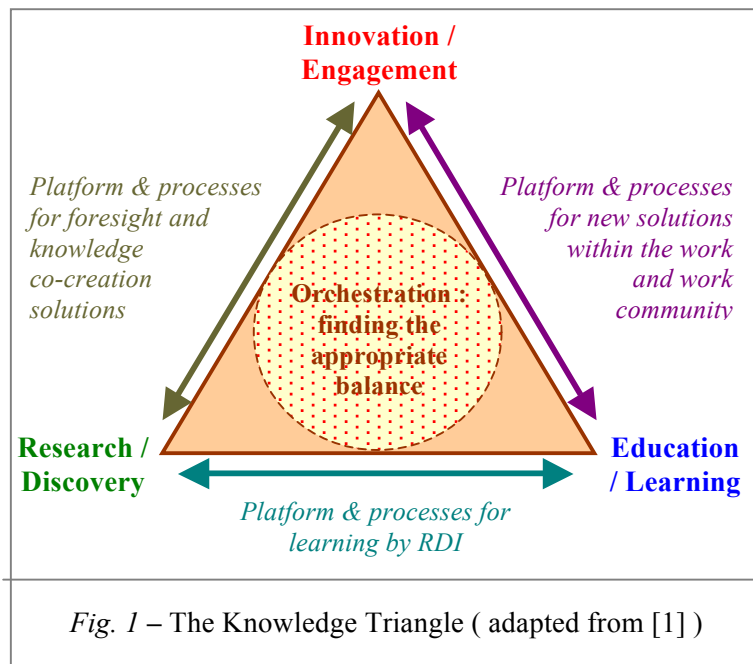 Innovation /
Engagement
Platform & processes
for foresight and
knowledge
co-creation
solutions
Platform & processes
for new solutions
within the work
and work
community
Orchestration :
finding the
appropriate
balance
Research /
Discovery
Education
/ Learning
Platform & processes for
learning by RDI
Fig. 1 – The Knowledge Triangle ( adapted from [1] )